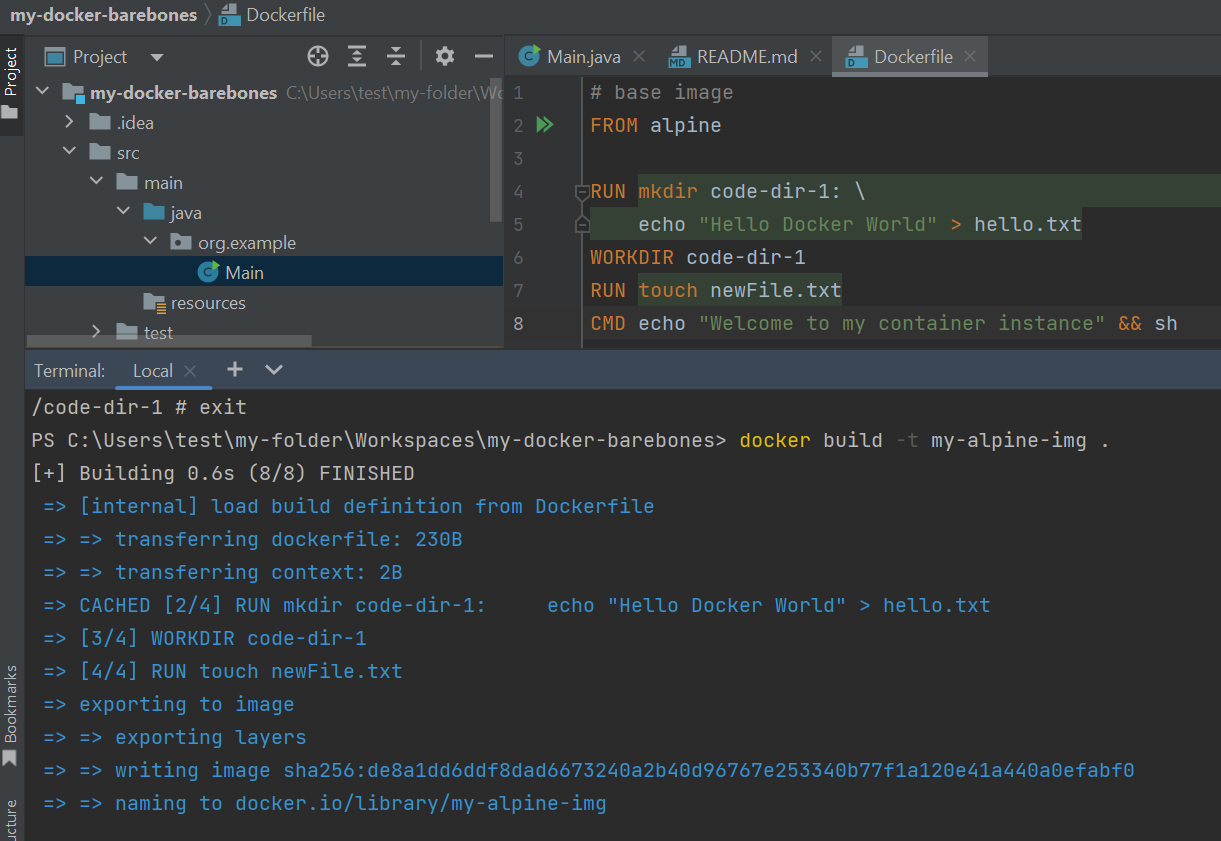 my-docker-barebones Dockerfile
Project
Project
my-docker-barebones C:\Users\test\my-folder\Wo
.idea
src
main
java
org.example
Main
resources
test
Main.java README.md Dockerfile
1 # base image
2 FROM alpine
3
4 RUN mkdir code-dir-1: \
5 echo "Hello Docker World" > hello.txt
6 WORKDIR code-dir-1
7 RUN touch newFile.txt
8 CMD echo "Welcome to my container instance" && sh
Terminal: Local
/code-dir-1 # exit
PS C:\Users\test\my-folder\Workspaces\my-docker-barebones> docker build -t my-alpine-img .
[+] Building 0.6s (8/8) FINISHED
=> [internal] load build definition from Dockerfile
=> => transferring dockerfile: 230B
=> => transferring context: 2B
=> CACHED [2/4] RUN mkdir code-dir-1:     echo "Hello Docker World" > hello.txt
=> [3/4] WORKDIR code-dir-1
=> [4/4] RUN touch newFile.txt
=> exporting to image
=> => exporting layers
=> => writing image sha256:de8a1dd6ddf8dad6673240a2b40d96767e253340b77f1a120e41a440a0efabf0
=> => naming to docker.io/library/my-alpine-img
Bookmarks
ucture